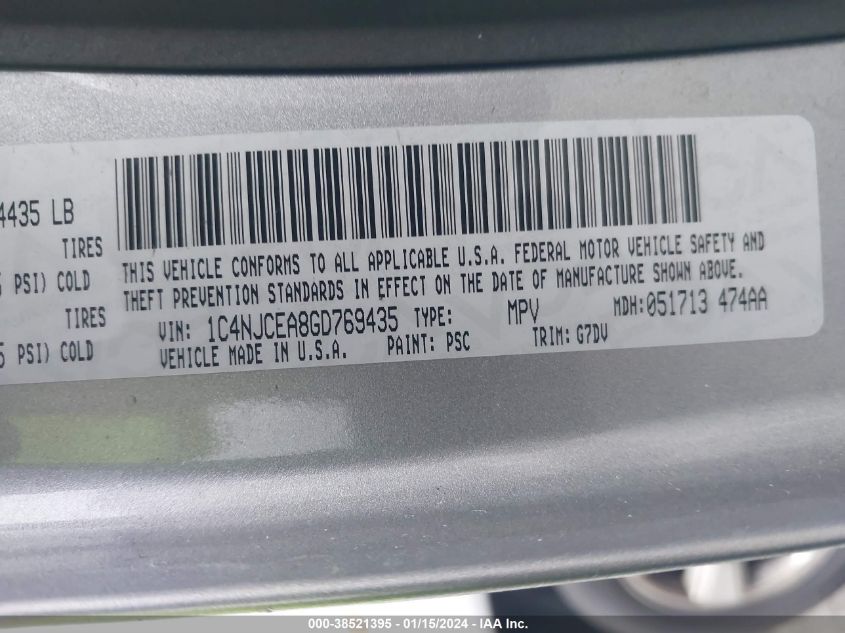 4435 LB
TIRES
PSI) COLD
TIRES
PSI) COLD
THIS VEHICLE CONFORMS TO ALL APPLICABLE U.S.A. FEDERAL MOTOR VEHICLE SAFETY AND
THEFT PREVENTION STANDARDS IN EFFECT ON THE DATE OF MANUFACTURE SHOWN ABOVE.
VIN: 1C4NJCEA8GD769435 TYPE: MPV MDH:051713 474AA
VEHICLE MADE IN U.S.A. PAINT: PSC TRIM: G7DV
000-38521395 - 01/15/2024 - IAA Inc.